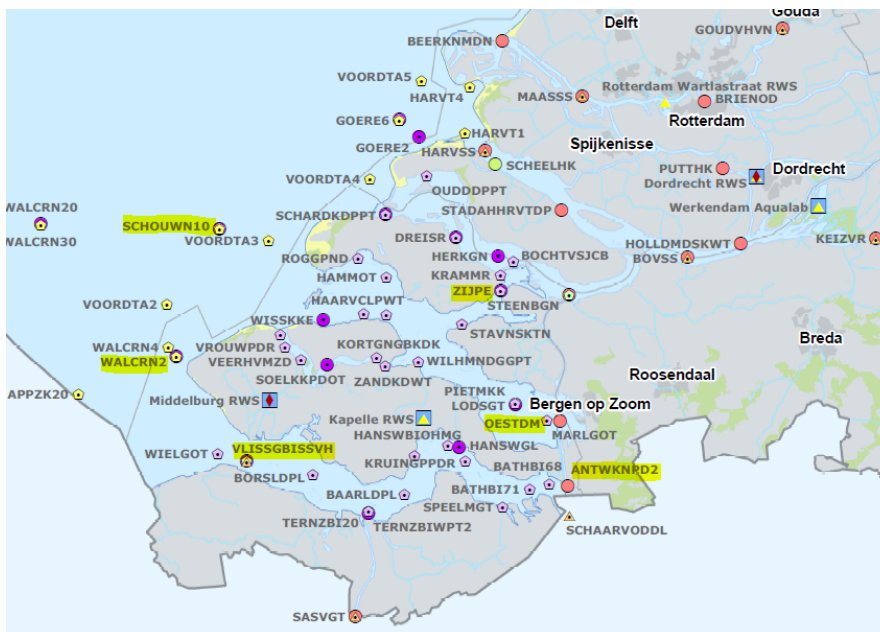 Delft
Gouda
GOUDVHVN
BEERKNMDN
VOORDTA5
HARVT4
MAASSS
Rotterdam Wartlastraat RWS
BRIENOD
Rotterdam
GOERE6
GOERE2
HARVT1
HARVSS
Spijkenisse
SCHEELHK
PUTTHK
Dordrecht
Dordrecht RWS
VOORDTA4
OUDDDPPT
WALCRN20
WALCRN30
SCHOUWN10
SCHARDKDPPT
STADAHHRVTDP
Werkendam Aqualab
VOORDTA3
DREISR
HOLLDMDSKWT
KEIZVR
ROGGPND
HERKGN
BOCHTVSJCB
BOVSS
HAMMOT
KRAMMR
ZIJPE
VOORDTA2
HAARVCLPWT
STEENBGN
WISSKKE
STAVNSKTN
WALCRN4
WALCRN2
VROUWPDR
VEERHVMZD
KORTGNGBKDK
WILHMNDGGPT
Breda
SOELKKPDOT
ZANDKDWT
Roosendaal
APPZK20
Middelburg RWS
PIETMKK
LODSGT
Bergen op Zoom
Kapelle RWS
OESTDM
MARLGOT
HANSWBIOHMG
HANSWGL
WIELGOT
VLISSGBISSVH
KRUINGPPDR
BATHBI68
ANTWKNPD2
BORSLDPL
BAARLDPL
BATHBI71
TERNZBI20
TERNZBIWPT2
SPEELMGT
SCHAARVODDL
SASVGT